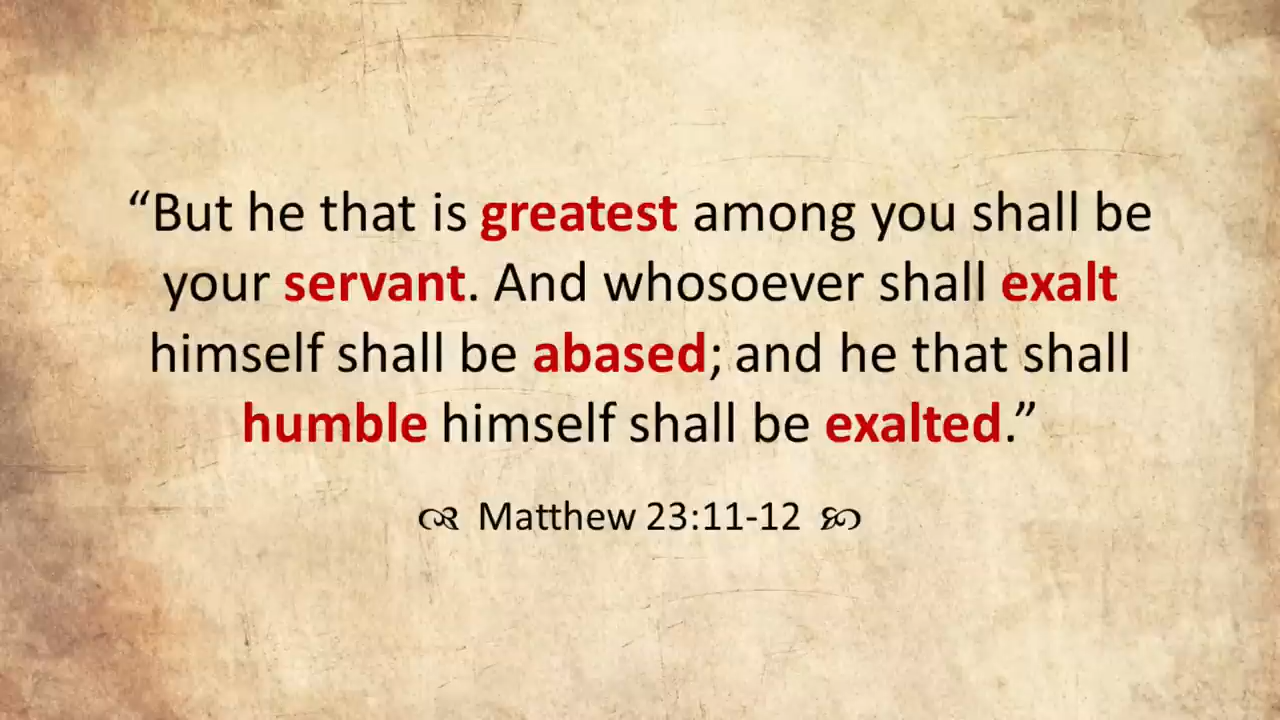 “But he that is greatest among you shall be
your servant. And whosoever shall exalt
himself shall be abased; and he that shall
humble himself shall be exalted.”
Matthew 23:11-12